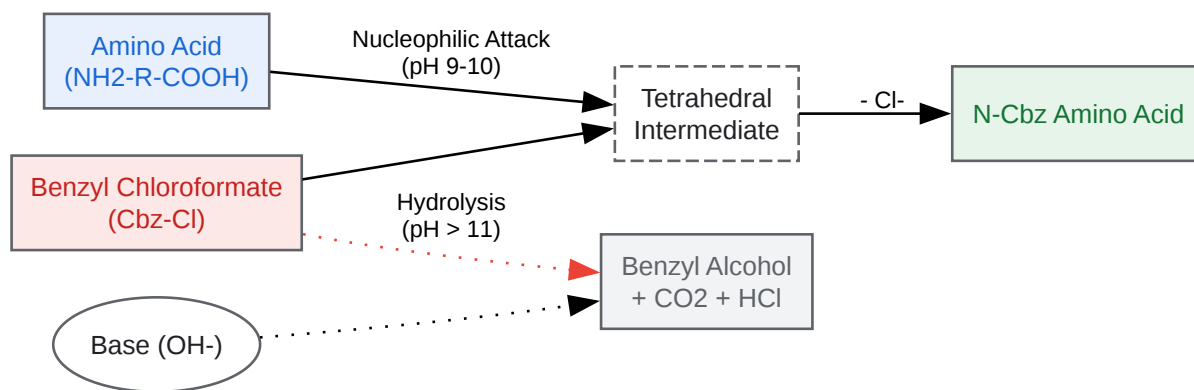 Amino Acid
(NH2-R-COOH)
Nucleophilic Attack
(pH 9-10)
Tetrahedral
Intermediate
- Cl-
N-Cbz Amino Acid
Benzyl Chloroformate
(Cbz-Cl)
Hydrolysis
(pH > 11)
Benzyl Alcohol
+ CO2 + HCl
Base (OH-)